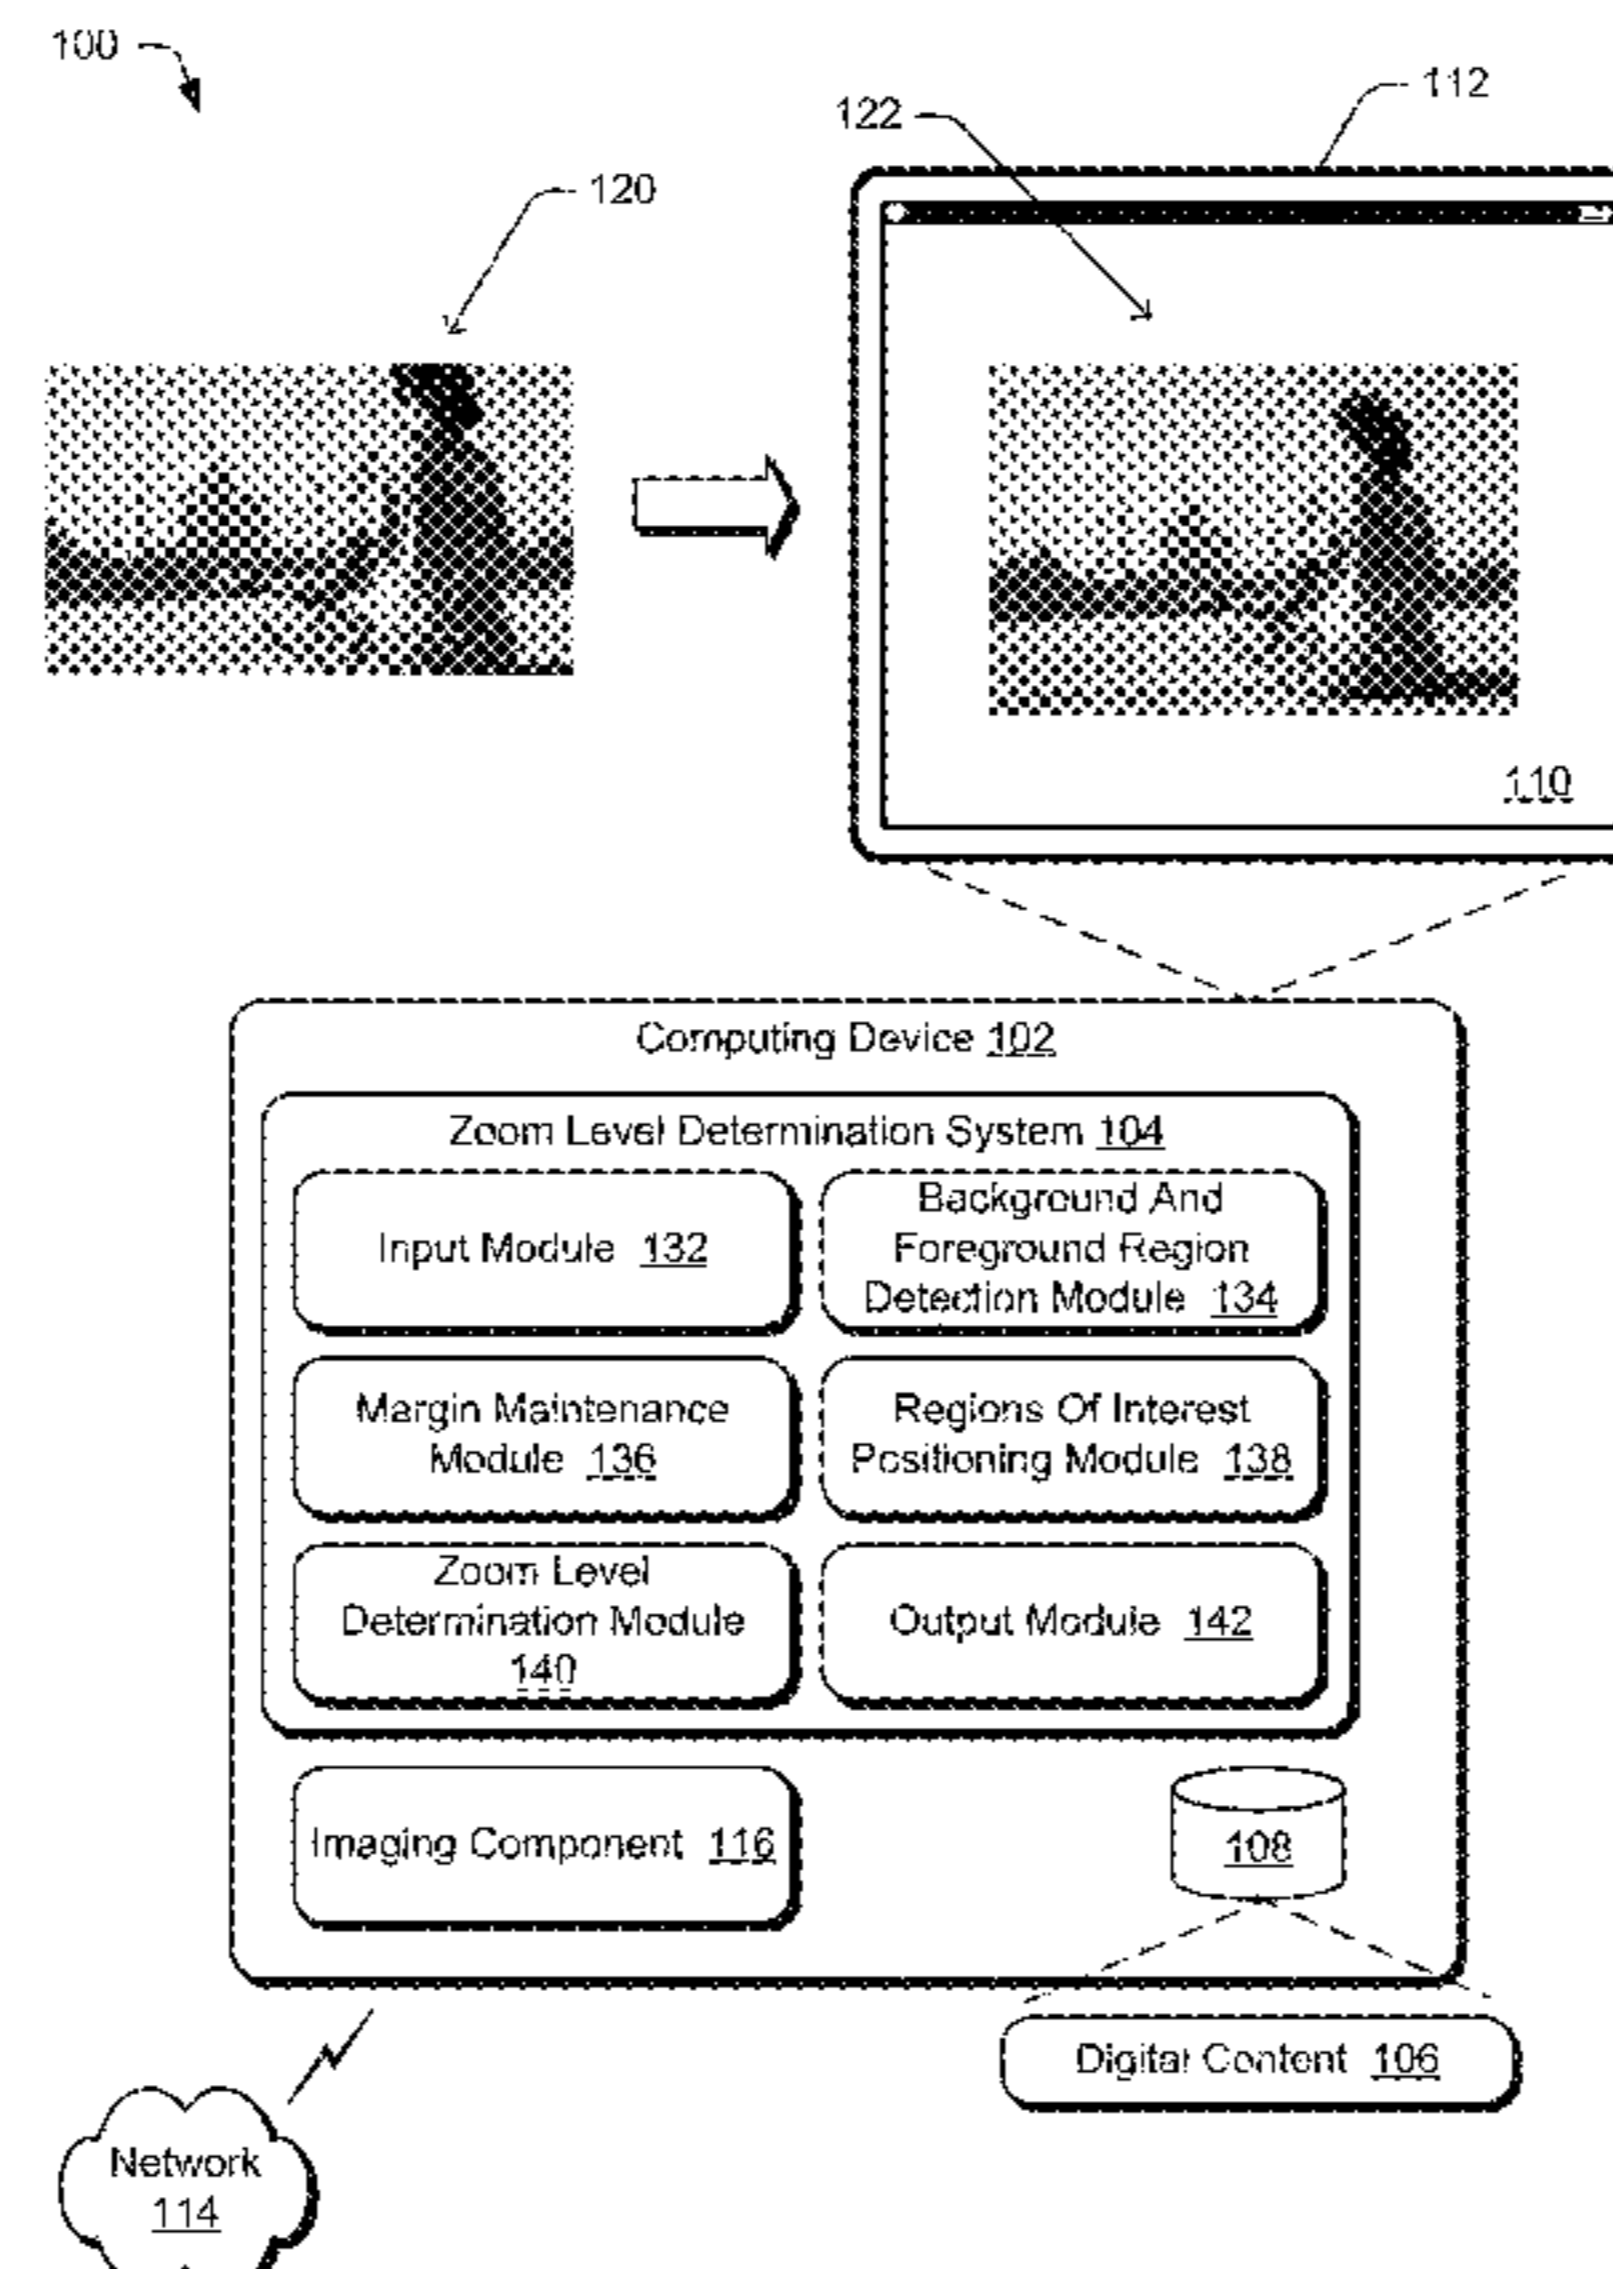 100
112
122
120
110
Computing Device 102
Zoom Level Determination System 104
Input Module 132
Background And
Foreground Region
Detection Module 134
Margin Maintenance
Module 136
Regions Of Interest
Positioning Module 138
Zoom Level
Determination Module
140
Output Module 142
Imaging Component 116
108
Digital Content 106
Network
114